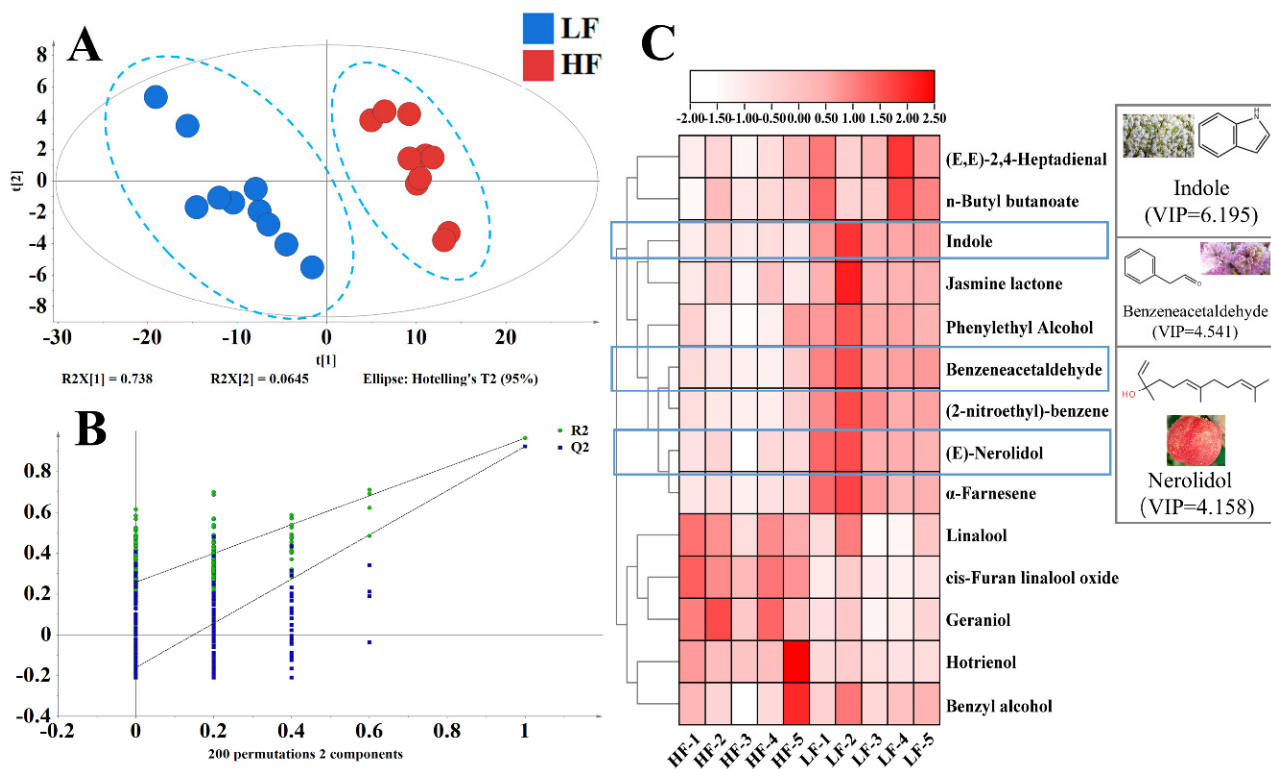 A
LF
HF
8
6
4
2
0
-2
-4
-6
-8
t[2]
-30
-20
-10
0
10
20
t[1]
R2X[1] = 0.738
R2X[2] = 0.0645
Ellipse: Hotelling's T2 (95%)
B
R2
Q2
0.8
0.6
0.4
0.2
0
-0.2
-0.4
-0.2
0
0.2
0.4
0.6
0.8
1
200 permutations 2 components
C
-2.00
-1.50
-1.00
-0.50
0.00
0.50
1.00
1.50
2.00
2.50
(E,E)-2,4-Heptadienal
n-Butyl butanoate
Indole
Jasmine lactone
Phenylethyl Alcohol
Benzeneacetaldehyde
(2-nitroethyl)-benzene
(E)-Nerolidol
α-Farnesene
Linalool
cis-Furan linalool oxide
Geraniol
Hotrienol
Benzyl alcohol
HF-1
HF-2
HF-3
HF-4
HF-5
LF-1
LF-2
LF-3
LF-4
LF-5
H
N
Indole
(VIP=6.195)
O
Benzeneacetaldehyde
(VIP=4.541)
HO
Nerolidol
(VIP=4.158)